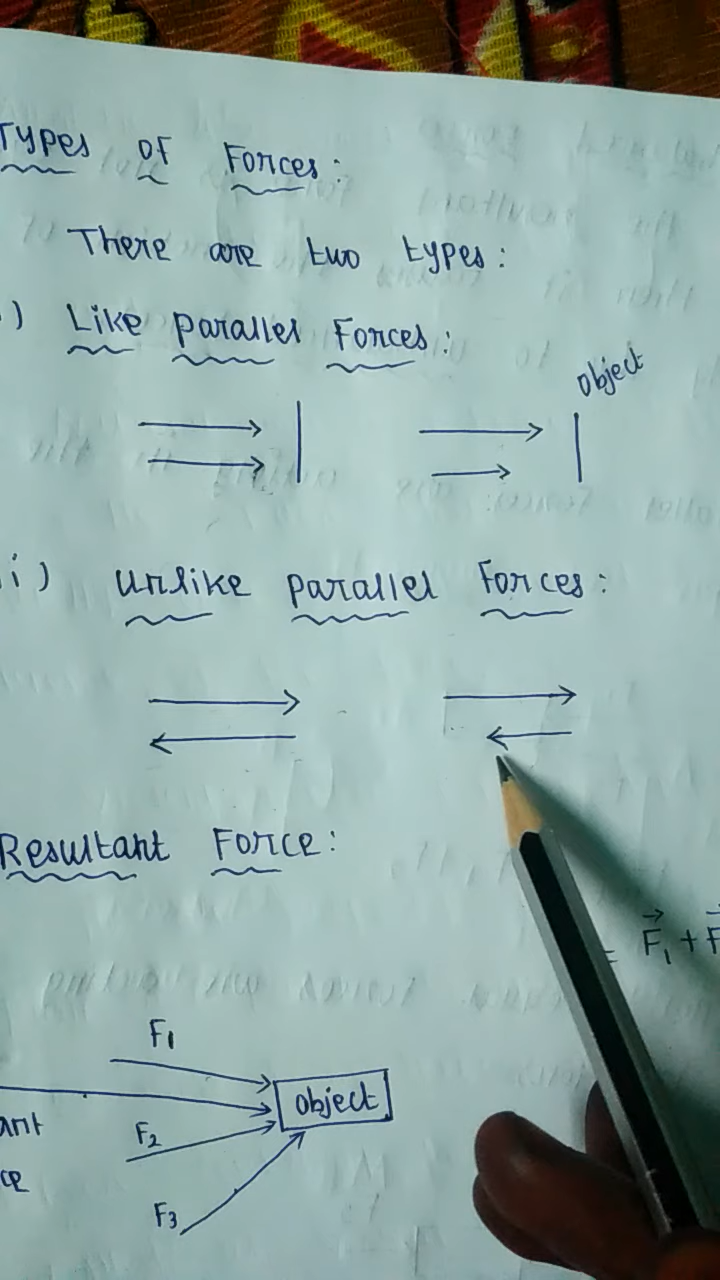 Types of Forces:
There are two types:
) Like parallel Forces:
object
i) Unlike parallel Forces:
Resultant Force:
= F⃗₁ + F⃗
F₁
object
F₂
F₃